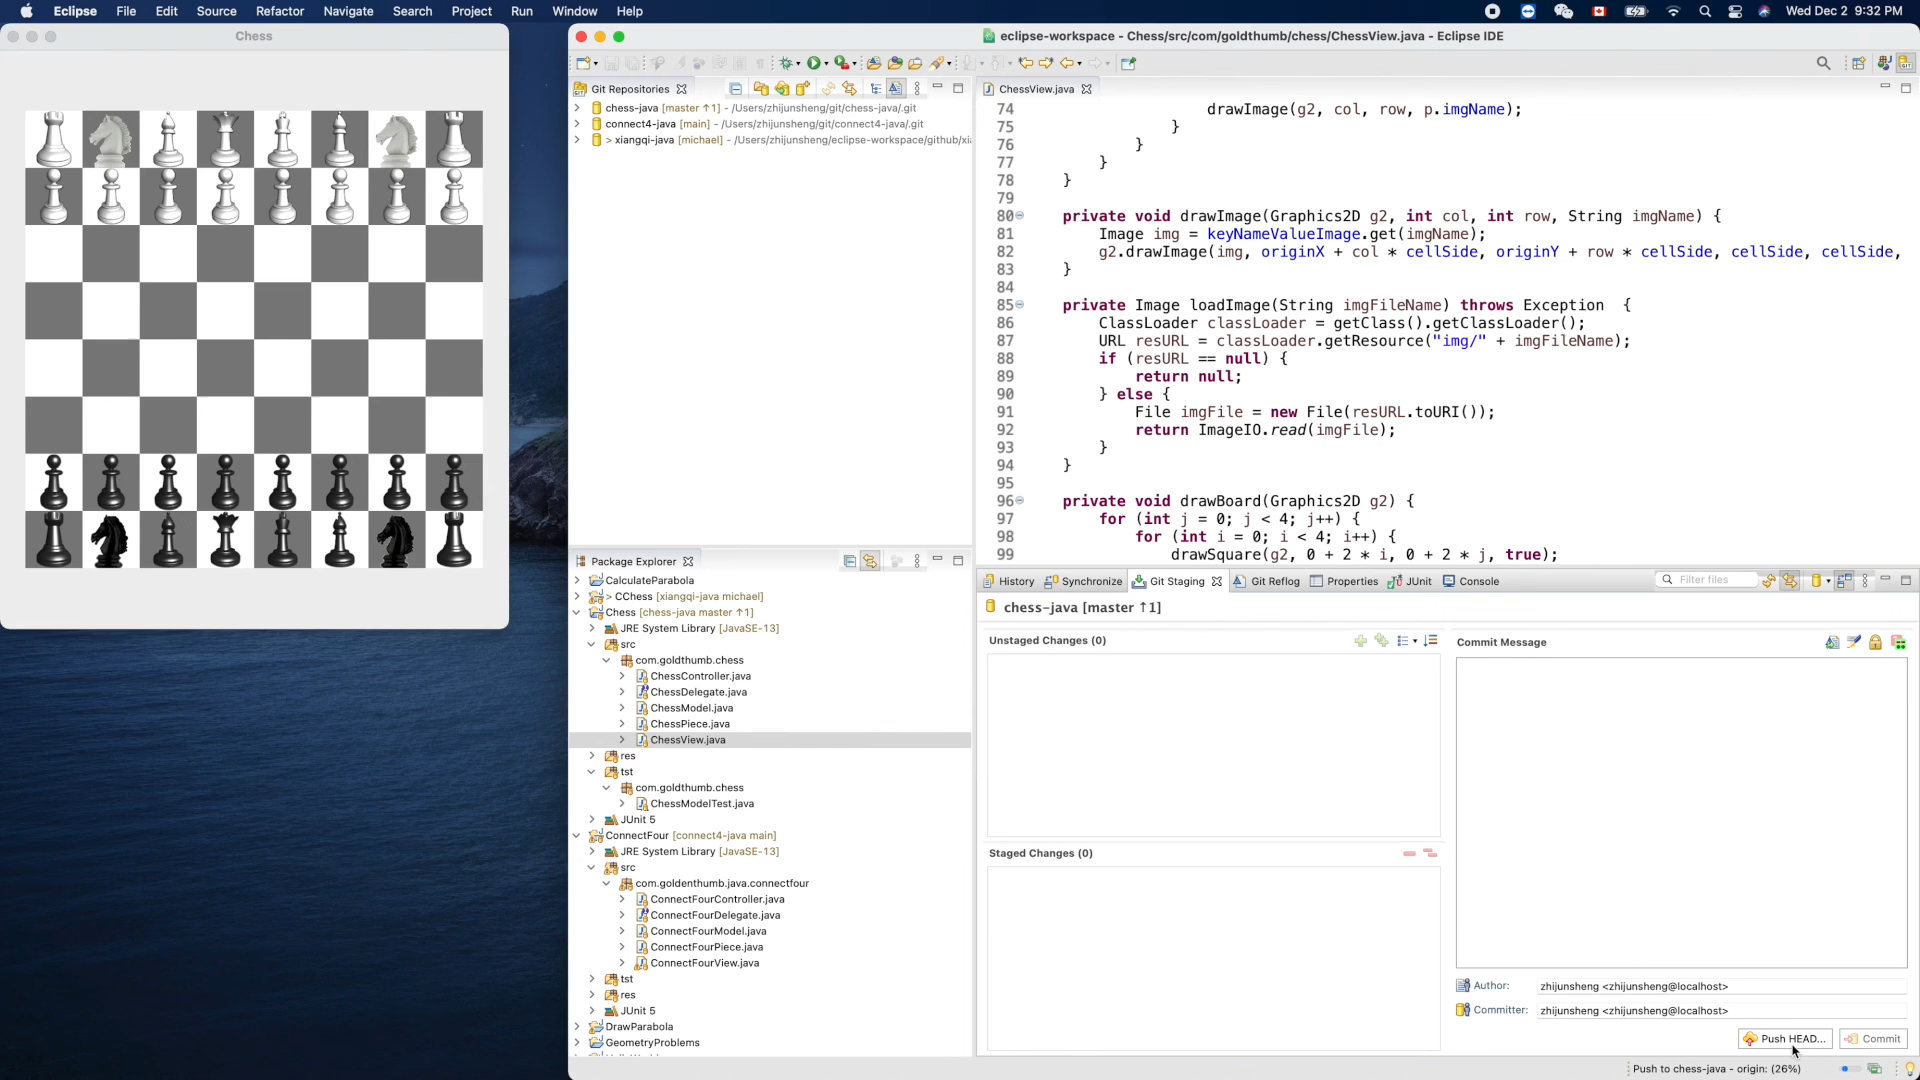 Eclipse File Edit Source Refactor Navigate Search Project Run Window Help Wed Dec 2 9:32 PM
Chess
eclipse-workspace - Chess/src/com/goldthumb/chess/ChessView.java - Eclipse IDE
Git Repositories
chess-java [master ↑1] - /Users/zhijunsheng/git/chess-java/.git
connect4-java [main] - /Users/zhijunsheng/git/connect4-java/.git
> xiangqi-java [michael] - /Users/zhijunsheng/eclipse-workspace/github/xi
ChessView.java
74 drawImage(g2, col, row, p.imgName);
75 }
76 }
77 }
78 }
79
80 private void drawImage(Graphics2D g2, int col, int row, String imgName) {
81 Image img = keyNameValueImage.get(imgName);
82 g2.drawImage(img, originX + col * cellSide, originY + row * cellSide, cellSide, cellSide,
83 }
84
85 private Image loadImage(String imgFileName) throws Exception {
86 ClassLoader classLoader = getClass().getClassLoader();
87 URL resURL = classLoader.getResource("img/" + imgFileName);
88 if (resURL == null) {
89 return null;
90 } else {
91 File imgFile = new File(resURL.toURI());
92 return ImageIO.read(imgFile);
93 }
94 }
95
96 private void drawBoard(Graphics2D g2) {
97 for (int j = 0; j < 4; j++) {
98 for (int i = 0; i < 4; i++) {
99 drawSquare(g2, 0 + 2 * i, 0 + 2 * j, true);
Package Explorer
CalculateParabola
> CChess [xiangqi-java michael]
Chess [chess-java master ↑1]
JRE System Library [JavaSE-13]
src
com.goldthumb.chess
ChessController.java
ChessDelegate.java
ChessModel.java
ChessPiece.java
ChessView.java
res
tst
com.goldthumb.chess
ChessModelTest.java
JUnit 5
ConnectFour [connect4-java main]
JRE System Library [JavaSE-13]
src
com.goldenthumb.java.connectfour
ConnectFourController.java
ConnectFourDelegate.java
ConnectFourModel.java
ConnectFourPiece.java
ConnectFourView.java
tst
res
JUnit 5
DrawParabola
GeometryProblems
History Synchronize Git Staging Git Reflog Properties JUnit Console Filter files
chess-java [master ↑1]
Unstaged Changes (0)
Staged Changes (0)
Commit Message
Author: zhijunsheng <zhijunsheng@localhost>
Committer: zhijunsheng <zhijunsheng@localhost>
Push HEAD... Commit
Push to chess-java - origin: (26%)